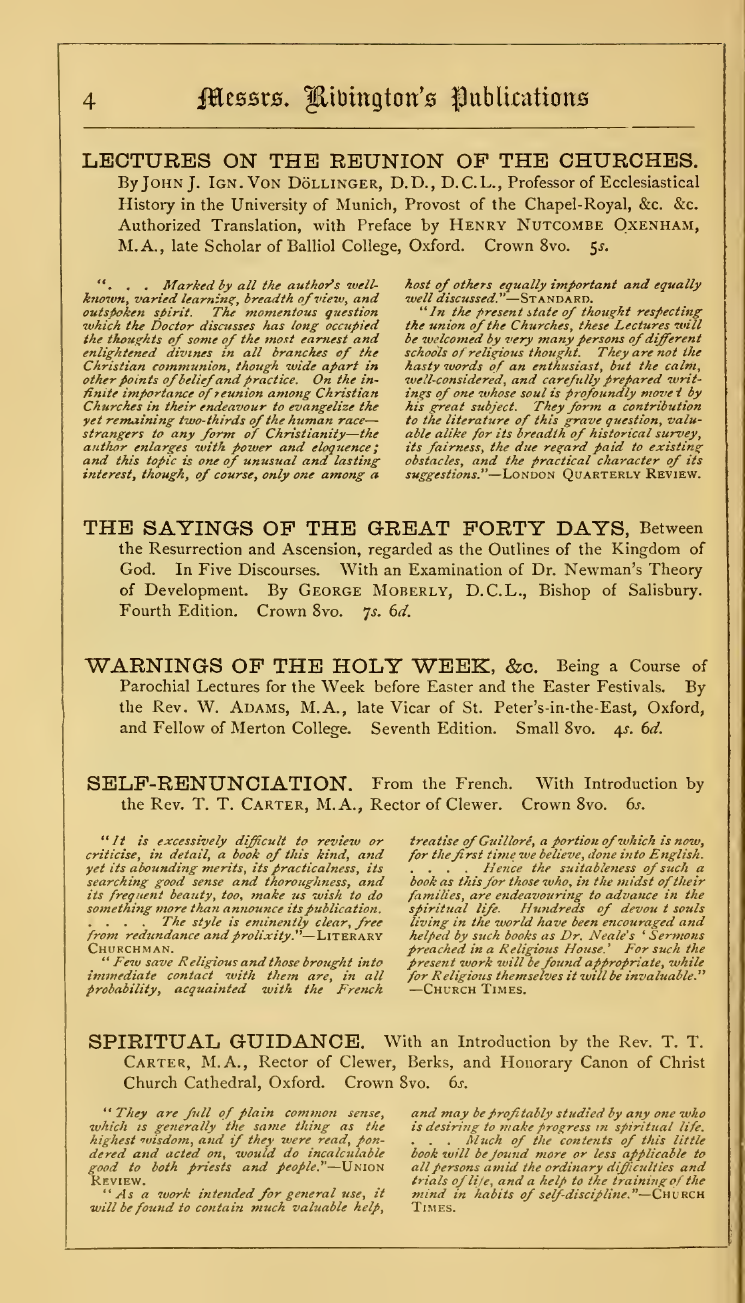 4 Messrs. Rivington's Publications
LECTURES ON THE REUNION OF THE CHURCHES.
By JOHN J. IGN. VON DÖLLINGER, D.D., D.C.L., Professor of Ecclesiastical
History in the University of Munich, Provost of the Chapel-Royal, &c. &c.
Authorized Translation, with Preface by HENRY NUTCOMBE OXENHAM,
M.A., late Scholar of Balliol College, Oxford. Crown 8vo. 5s.
". . . Marked by all the author's well-
known, varied learning, breadth of view, and
outspoken spirit. The momentous question
which the Doctor discusses has long occupied
the thoughts of some of the most earnest and
enlightened divines in all branches of the
Christian communion, though wide apart in
other points of belief and practice. On the in-
finite importance of reunion among Christian
Churches in their endeavour to evangelize the
yet remaining two-thirds of the human race—
strangers to any form of Christianity—the
author enlarges with power and eloquence;
and this topic is one of unusual and lasting
interest, though, of course, only one among a
host of others equally important and equally
well discussed."—STANDARD.
"In the present state of thought respecting
the union of the Churches, these Lectures will
be welcomed by very many persons of different
schools of religious thought. They are not the
hasty words of an enthusiast, but the calm,
well-considered, and carefully prepared writ-
ings of one whose soul is profoundly moved by
his great subject. They form a contribution
to the literature of this grave question, valu-
able alike for its breadth of historical survey,
its fairness, the due regard paid to existing
obstacles, and the practical character of its
suggestions."—LONDON QUARTERLY REVIEW.
THE SAYINGS OF THE GREAT FORTY DAYS, Between
the Resurrection and Ascension, regarded as the Outlines of the Kingdom of
God. In Five Discourses. With an Examination of Dr. Newman's Theory
of Development. By GEORGE MOBERLY, D.C.L., Bishop of Salisbury.
Fourth Edition. Crown 8vo. 7s. 6d.
WARNINGS OF THE HOLY WEEK, &c. Being a Course of
Parochial Lectures for the Week before Easter and the Easter Festivals. By
the Rev. W. ADAMS, M.A., late Vicar of St. Peter's-in-the-East, Oxford,
and Fellow of Merton College. Seventh Edition. Small 8vo. 4s. 6d.
SELF-RENUNCIATION. From the French. With Introduction by
the Rev. T. T. CARTER, M.A., Rector of Clewer. Crown 8vo. 6s.
"It is excessively difficult to review or
criticise, in detail, a book of this kind, and
yet its abounding merits, its practicalness, its
searching good sense and thoroughness, and
its frequent beauty, too, make us wish to do
something more than announce its publication.
. . . . The style is eminently clear, free
from redundance and prolixity."—LITERARY
CHURCHMAN.
"Few save Religious and those brought into
immediate contact with them are, in all
probability, acquainted with the French
treatise of Guilloré, a portion of which is now,
for the first time we believe, done into English.
. . . . Hence the suitableness of such a
book as this for those who, in the midst of their
families, are endeavouring to advance in the
spiritual life. Hundreds of devout souls
living in the world have been encouraged and
helped by such books as Dr. Neale's 'Sermons
preached in a Religious House.' For such the
present work will be found appropriate, while
for Religious themselves it will be invaluable."
—CHURCH TIMES.
SPIRITUAL GUIDANCE. With an Introduction by the Rev. T. T.
CARTER, M.A., Rector of Clewer, Berks, and Honorary Canon of Christ
Church Cathedral, Oxford. Crown 8vo. 6s.
"They are full of plain common sense,
which is generally the same thing as the
highest wisdom, and if they were read, pon-
dered and acted on, would do incalculable
good to both priests and people."—UNION
REVIEW.
"As a work intended for general use, it
will be found to contain much valuable help,
and may be profitably studied by any one who
is desiring to make progress in spiritual life.
. . . Much of the contents of this little
book will be found more or less applicable to
all persons amid the ordinary difficulties and
trials of life, and a help to the training of the
mind in habits of self-discipline."—CHURCH
TIMES.